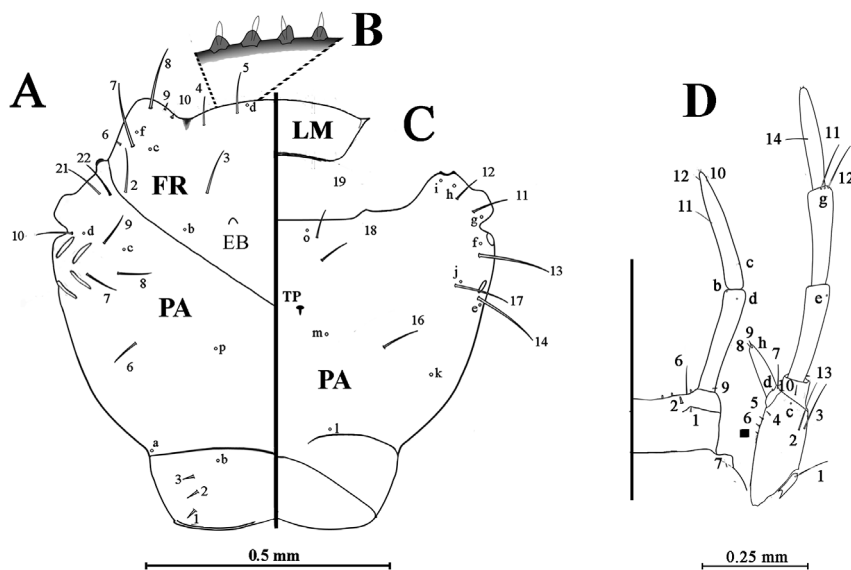 B
A
8
5
7
9
10
4
d
D
6
f
c
FR
3
22
21
2
LM
C
19
12
i
h
11
g
10
d
9
c
b
EB
o
18
f
13
8
7
PA
TP
j
17
e
14
m
16
6
p
PA
k
a
b
l
3
2
1
0.5 mm
14
11
12
g
12
10
11
c
b
d
e
9
8
h
7
6
d
10
13
9
5
2
1
6
4
c
3
2
7
1
0.25 mm